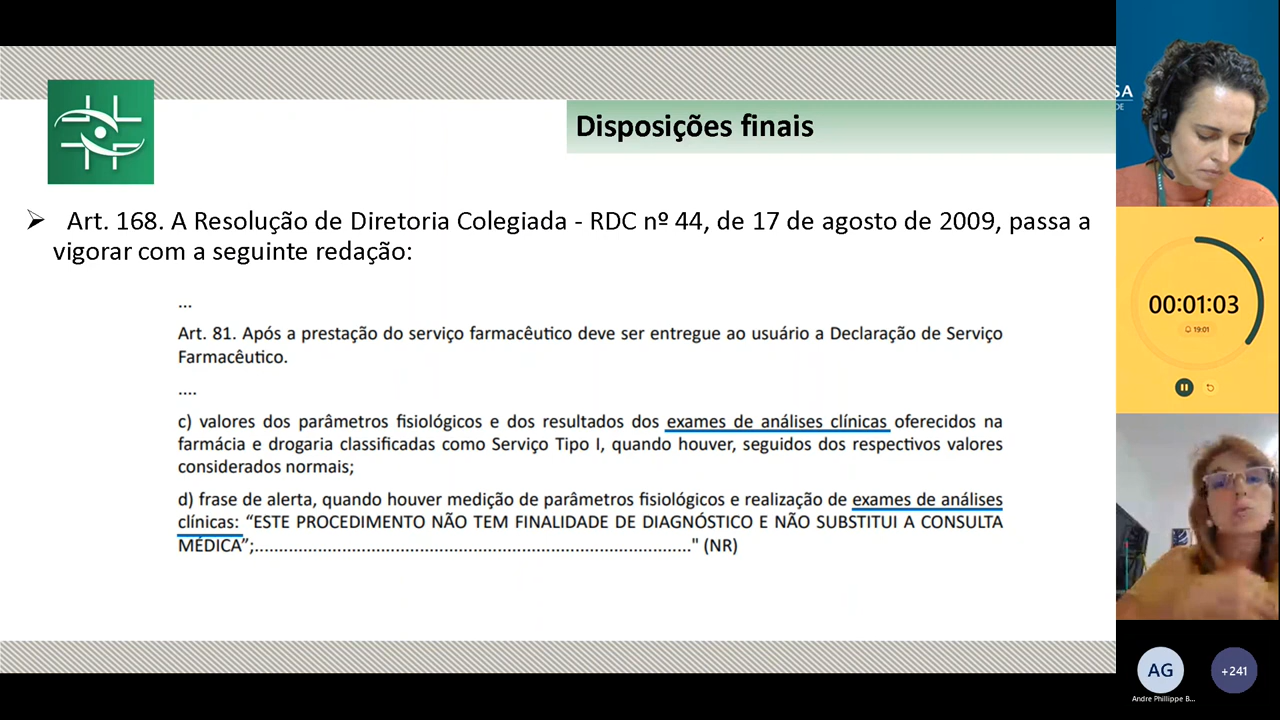 Disposições finais
➢ Art. 168. A Resolução de Diretoria Colegiada - RDC nº 44, de 17 de agosto de 2009, passa a
vigorar com a seguinte redação:
...
Art. 81. Após a prestação do serviço farmacêutico deve ser entregue ao usuário a Declaração de Serviço
Farmacêutico.
....
c) valores dos parâmetros fisiológicos e dos resultados dos exames de análises clínicas oferecidos na
farmácia e drogaria classificadas como Serviço Tipo I, quando houver, seguidos dos respectivos valores
considerados normais;
d) frase de alerta, quando houver medição de parâmetros fisiológicos e realização de exames de análises
clínicas: “ESTE PROCEDIMENTO NÃO TEM FINALIDADE DE DIAGNÓSTICO E NÃO SUBSTITUI A CONSULTA
MÉDICA”;......................................................................................" (NR)
SA
DE
00:01:03
19:01
AG
+241
Andre Phillippe B...